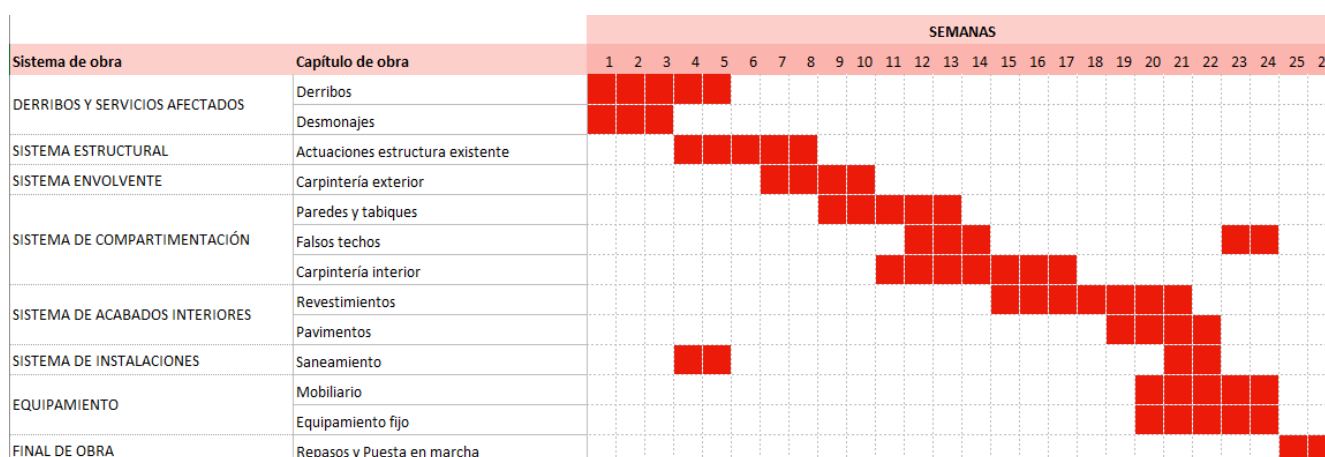 SEMANAS
Sistema de obra Capítulo de obra 1 2 3 4 5 6 7 8 9 10 11 12 13 14 15 16 17 18 19 20 21 22 23 24 25 2
DERRIBOS Y SERVICIOS AFECTADOS
Derribos
Desmonajes
SISTEMA ESTRUCTURAL Actuaciones estructura existente
SISTEMA ENVOLVENTE Carpintería exterior
SISTEMA DE COMPARTIMENTACIÓN
Paredes y tabiques
Falsos techos
Carpintería interior
SISTEMA DE ACABADOS INTERIORES
Revestimientos
Pavimentos
SISTEMA DE INSTALACIONES Saneamiento
EQUIPAMIENTO
Mobiliario
Equipamiento fijo
FINAL DE OBRA Repasos y Puesta en marcha